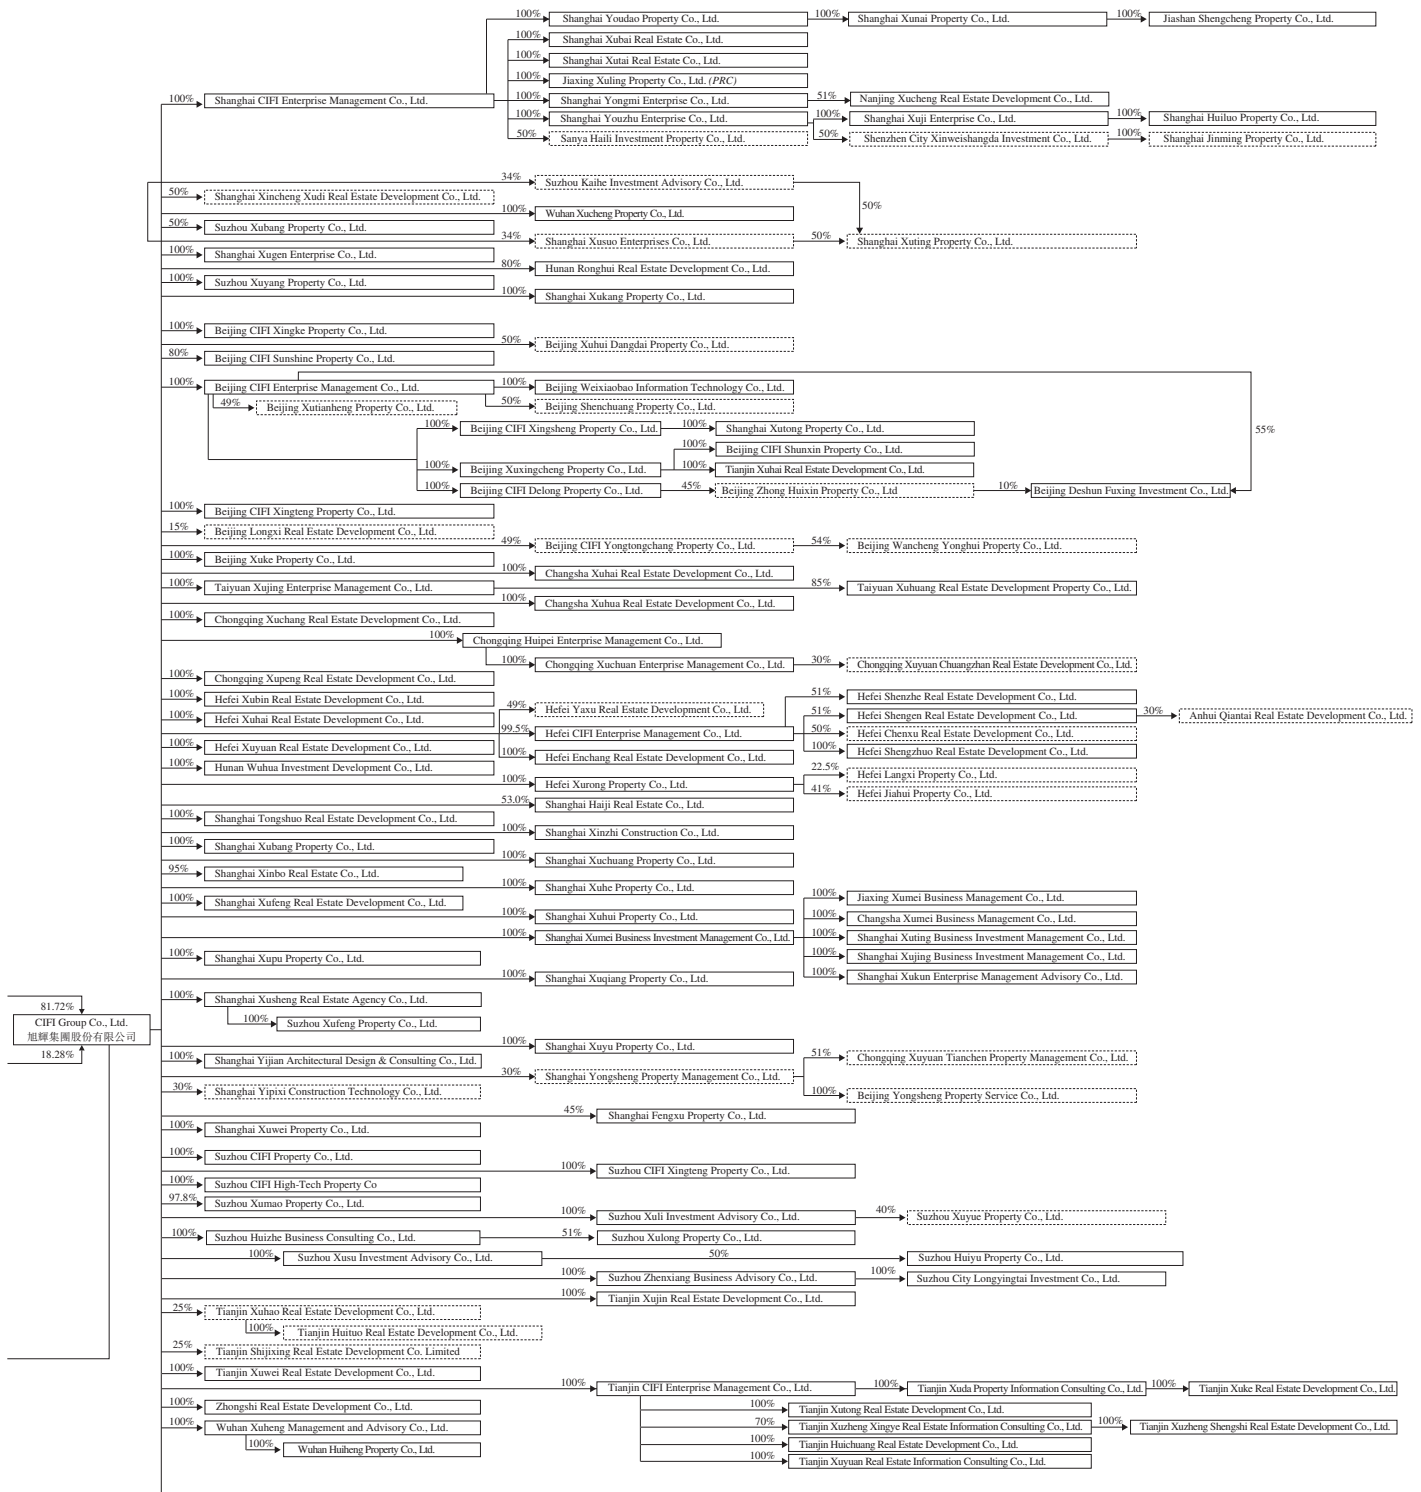 100% Shanghai Youdao Property Co., Ltd. 100% Shanghai Xunai Property Co., Ltd. 100% Jiashan Shengcheng Property Co., Ltd.
100% Shanghai Xubai Real Estate Co., Ltd.
100% Shanghai Xutai Real Estate Co., Ltd.
100% Jiaxing Xuling Property Co., Ltd. (PRC)
100% Shanghai CIFI Enterprise Management Co., Ltd. 100% Shanghai Yongmi Enterprise Co., Ltd. 51% Nanjing Xucheng Real Estate Development Co., Ltd.
100% Shanghai Youzhu Enterprise Co., Ltd. 100% Shanghai Xuji Enterprise Co., Ltd. 100% Shanghai Huiluo Property Co., Ltd.
50% Sanya Haili Investment Property Co., Ltd. 50% Shenzhen City Xinweishangda Investment Co., Ltd. 100% Shanghai Jinming Property Co., Ltd.
34% Suzhou Kaihe Investment Advisory Co., Ltd.
50% Shanghai Xincheng Xudi Real Estate Development Co., Ltd.
50%
100% Wuhan Xucheng Property Co., Ltd.
50% Suzhou Xubang Property Co., Ltd.
34% Shanghai Xusuo Enterprises Co., Ltd. 50% Shanghai Xuting Property Co., Ltd.
100% Shanghai Xugen Enterprise Co., Ltd.
80% Hunan Ronghui Real Estate Development Co., Ltd.
100% Suzhou Xuyang Property Co., Ltd.
100% Shanghai Xukang Property Co., Ltd.
100% Beijing CIFI Xingke Property Co., Ltd.
50% Beijing Xuhui Dangdai Property Co., Ltd.
80% Beijing CIFI Sunshine Property Co., Ltd.
100% Beijing CIFI Enterprise Management Co., Ltd. 100% Beijing Weixiaobao Information Technology Co., Ltd.
49% Beijing Xutianheng Property Co., Ltd. 50% Beijing Shenchuang Property Co., Ltd.
100% Beijing CIFI Xingsheng Property Co., Ltd. 100% Shanghai Xutong Property Co., Ltd. 55%
100% Beijing CIFI Shunxin Property Co., Ltd.
100% Beijing Xuxingcheng Property Co., Ltd. 100% Tianjin Xuhai Real Estate Development Co., Ltd.
100% Beijing CIFI Delong Property Co., Ltd. 45% Beijing Zhong Huixin Property Co., Ltd 10% Beijing Deshun Fuxing Investment Co., Ltd.
100% Beijing CIFI Xingteng Property Co., Ltd.
15% Beijing Longxi Real Estate Development Co., Ltd.
49% Beijing CIFI Yongtongchang Property Co., Ltd. 54% Beijing Wancheng Yonghui Property Co., Ltd.
100% Beijing Xuke Property Co., Ltd.
100% Changsha Xuhai Real Estate Development Co., Ltd.
100% Taiyuan Xujing Enterprise Management Co., Ltd. 85% Taiyuan Xuhuang Real Estate Development Property Co., Ltd.
100% Changsha Xuhua Real Estate Development Co., Ltd.
100% Chongqing Xuchang Real Estate Development Co., Ltd.
100% Chongqing Huipei Enterprise Management Co., Ltd.
100% Chongqing Xuchuan Enterprise Management Co., Ltd. 30% Chongqing Xuyuan Chuangzhan Real Estate Development Co., Ltd.
100% Chongqing Xupeng Real Estate Development Co., Ltd.
100% Hefei Xubin Real Estate Development Co., Ltd. 51% Hefei Shenzhe Real Estate Development Co., Ltd.
49% Hefei Yaxu Real Estate Development Co., Ltd.
100% Hefei Xuhai Real Estate Development Co., Ltd. 51% Hefei Shengen Real Estate Development Co., Ltd. 30% Anhui Qiantai Real Estate Development Co., Ltd.
99.5% Hefei CIFI Enterprise Management Co., Ltd. 50% Hefei Chenxu Real Estate Development Co., Ltd.
100% Hefei Xuyuan Real Estate Development Co., Ltd. 100% Hefei Shengzhuo Real Estate Development Co., Ltd.
100% Hefei Enchang Real Estate Development Co., Ltd.
100% Hunan Wuhua Investment Development Co., Ltd. 22.5% Hefei Langxi Property Co., Ltd.
100% Hefei Xurong Property Co., Ltd.
41% Hefei Jiahui Property Co., Ltd.
53.0% Shanghai Haiji Real Estate Co., Ltd.
100% Shanghai Tongshuo Real Estate Development Co., Ltd.
100% Shanghai Xinzhi Construction Co., Ltd.
100% Shanghai Xubang Property Co., Ltd.
100% Shanghai Xuchuang Property Co., Ltd.
95% Shanghai Xinbo Real Estate Co., Ltd.
100% Shanghai Xuhe Property Co., Ltd.
100% Shanghai Xufeng Real Estate Development Co., Ltd. 100% Jiaxing Xumei Business Management Co., Ltd.
100% Shanghai Xuhui Property Co., Ltd. 100% Changsha Xumei Business Management Co., Ltd.
100% Shanghai Xumei Business Investment Management Co., Ltd. 100% Shanghai Xuting Business Investment Management Co., Ltd.
100% Shanghai Xupu Property Co., Ltd. 100% Shanghai Xujing Business Investment Management Co., Ltd.
100% Shanghai Xuqiang Property Co., Ltd. 100% Shanghai Xukun Enterprise Management Advisory Co., Ltd.
100% Shanghai Xusheng Real Estate Agency Co., Ltd.
81.72%
CIFI Group Co., Ltd. 100% Suzhou Xufeng Property Co., Ltd.
旭輝集團股份有限公司
100% Shanghai Xuyu Property Co., Ltd.
18.28%
100% Shanghai Yijian Architectural Design & Consulting Co., Ltd. 51% Chongqing Xuyuan Tianchen Property Management Co., Ltd.
30% Shanghai Yongsheng Property Management Co., Ltd.
30% Shanghai Yipixi Construction Technology Co., Ltd. 100% Beijing Yongsheng Property Service Co., Ltd.
45% Shanghai Fengxu Property Co., Ltd.
100% Shanghai Xuwei Property Co., Ltd.
100% Suzhou CIFI Property Co., Ltd.
100% Suzhou CIFI Xingteng Property Co., Ltd.
100% Suzhou CIFI High-Tech Property Co
97.8% Suzhou Xumao Property Co., Ltd.
100% Suzhou Xuli Investment Advisory Co., Ltd. 40% Suzhou Xuyue Property Co., Ltd.
100% Suzhou Huizhe Business Consulting Co., Ltd. 51% Suzhou Xulong Property Co., Ltd.
100% Suzhou Xusu Investment Advisory Co., Ltd. 50% Suzhou Huiyu Property Co., Ltd.
100% Suzhou Zhenxiang Business Advisory Co., Ltd. 100% Suzhou City Longyingtai Investment Co., Ltd.
100% Tianjin Xujin Real Estate Development Co., Ltd.
25% Tianjin Xuhao Real Estate Development Co., Ltd.
100% Tianjin Huituo Real Estate Development Co., Ltd.
25% Tianjin Shijixing Real Estate Development Co. Limited
100% Tianjin Xuwei Real Estate Development Co., Ltd.
100% Tianjin CIFI Enterprise Management Co., Ltd. 100% Tianjin Xuda Property Information Consulting Co., Ltd. 100% Tianjin Xuke Real Estate Development Co., Ltd.
100% Zhongshi Real Estate Development Co., Ltd. 100% Tianjin Xutong Real Estate Development Co., Ltd.
100% Wuhan Xuheng Management and Advisory Co., Ltd. 70% Tianjin Xuzheng Xingye Real Estate Information Consulting Co., Ltd. 100% Tianjin Xuzheng Shengshi Real Estate Development Co., Ltd.
100% Wuhan Huiheng Property Co., Ltd. 100% Tianjin Huichuang Real Estate Development Co., Ltd.
100% Tianjin Xuyuan Real Estate Information Consulting Co., Ltd.